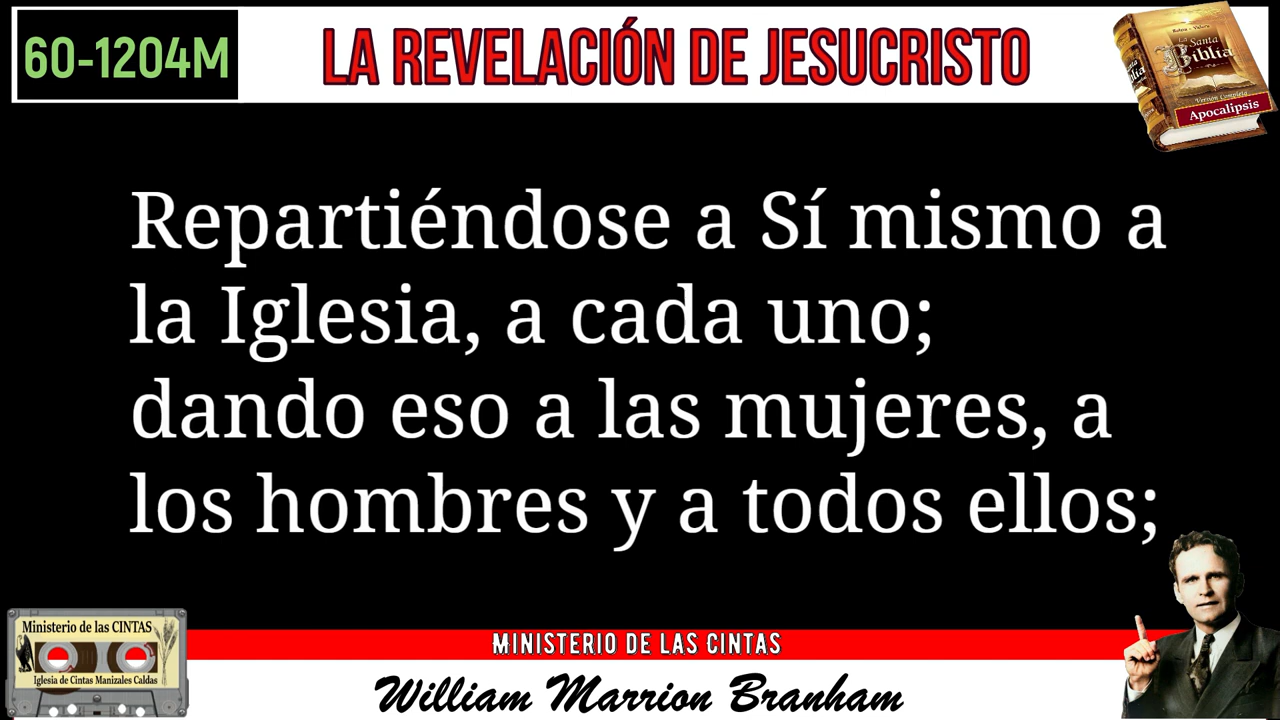 60-1204M
LA REVELACIÓN DE JESUCRISTO
La Santa
Biblia
Versión Completa
Apocalipsis
Repartiéndose a Sí mismo a
la Iglesia, a cada uno;
dando eso a las mujeres, a
los hombres y a todos ellos;
Ministerio de las CINTAS
Iglesia de Cintas Manizales Caldas
MINISTERIO DE LAS CINTAS
William Marrion Branham